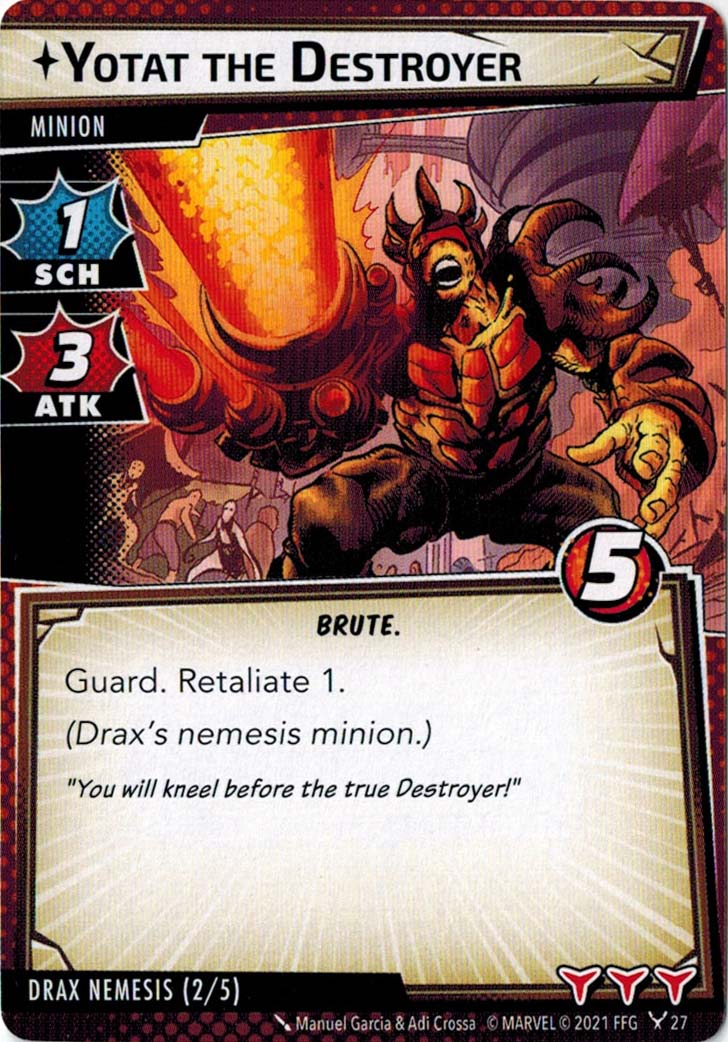 YOTAT THE DESTROYER
MINION
1
SCH
3
ATK
5
BRUTE.
Guard. Retaliate 1.
(Drax's nemesis minion.)
"You will kneel before the true Destroyer!"
DRAX NEMESIS (2/5)
Manuel Garcia & Adi Crossa © MARVEL © 2021 FFG 27